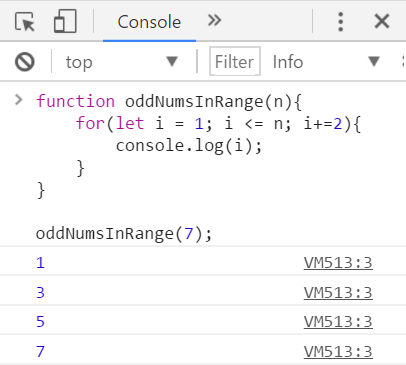 Console »
top Filter Info
> function oddNumsInRange(n){
    for(let i = 1; i <= n; i+=2){
        console.log(i);
    }
}
oddNumsInRange(7);
1 VM513:3
3 VM513:3
5 VM513:3
7 VM513:3